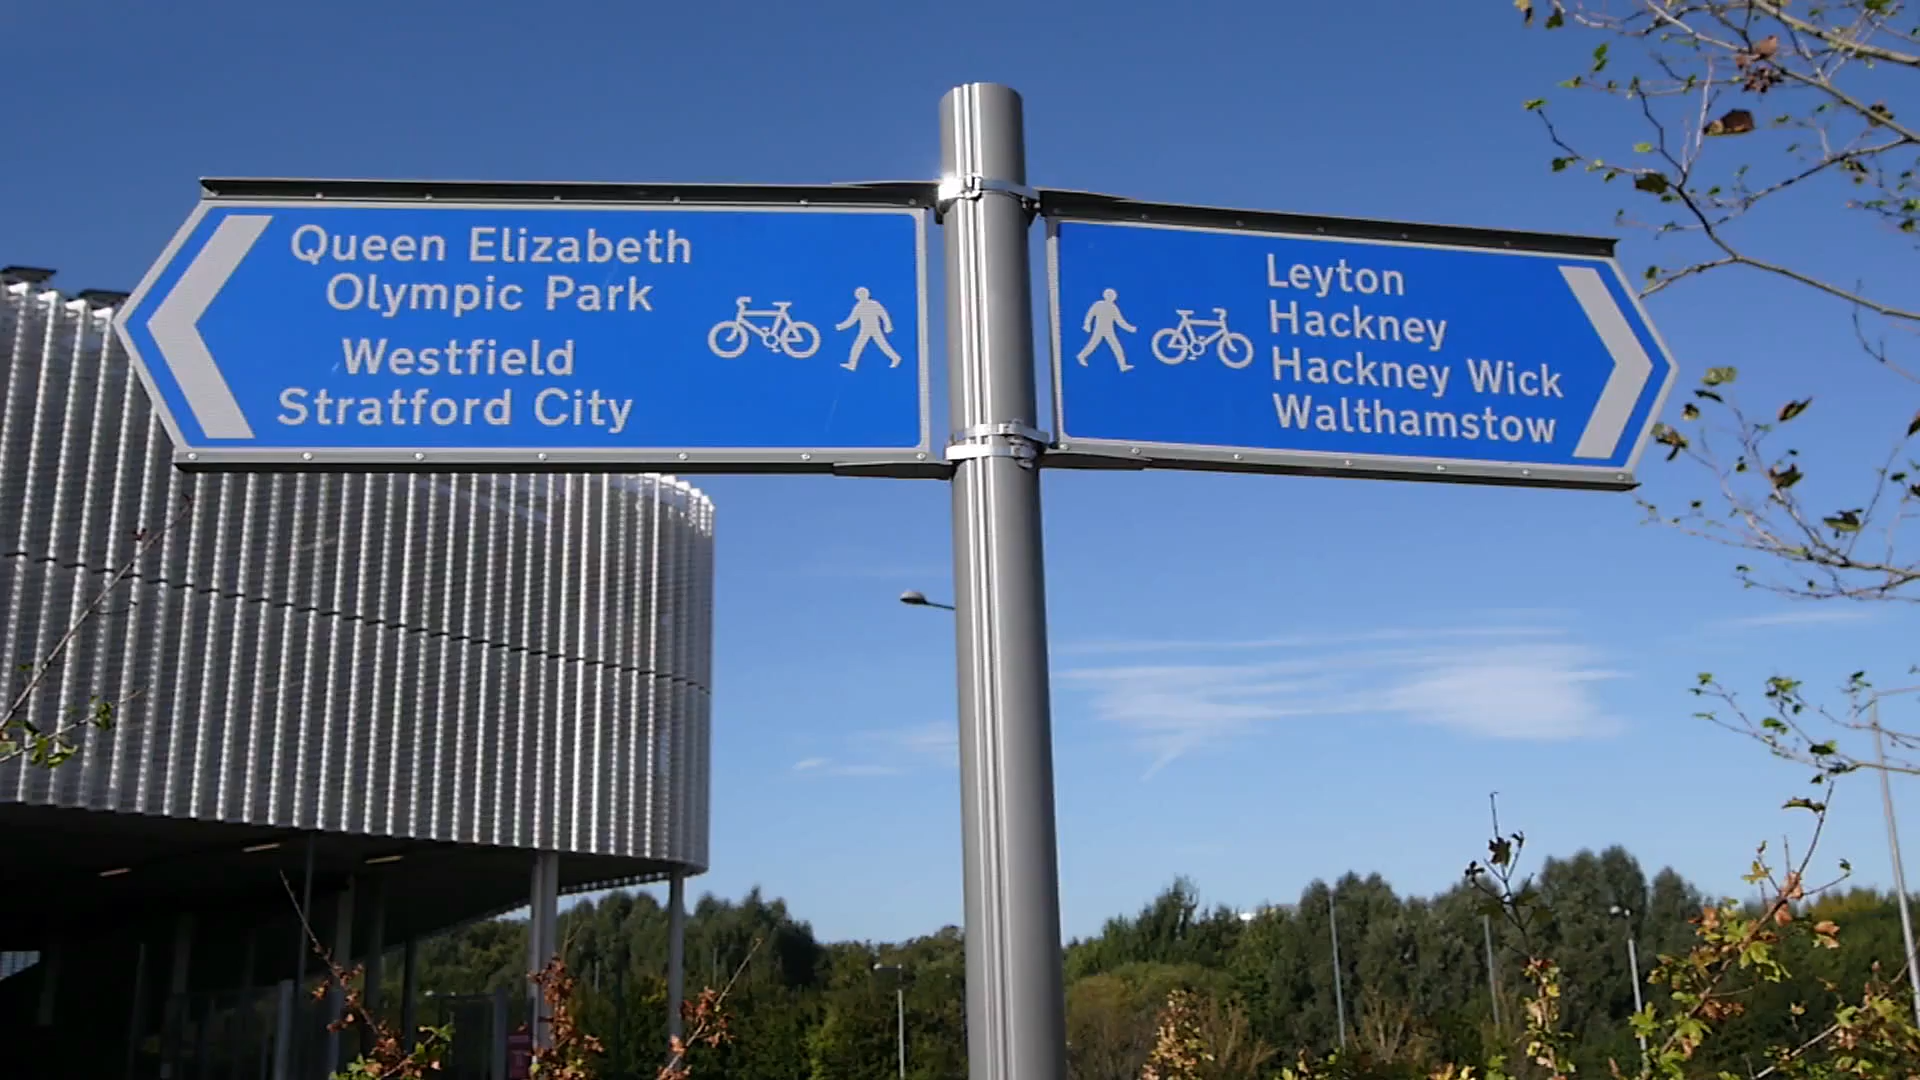 Queen Elizabeth
Olympic Park
Westfield
Stratford City
Leyton
Hackney
Hackney Wick
Walthamstow